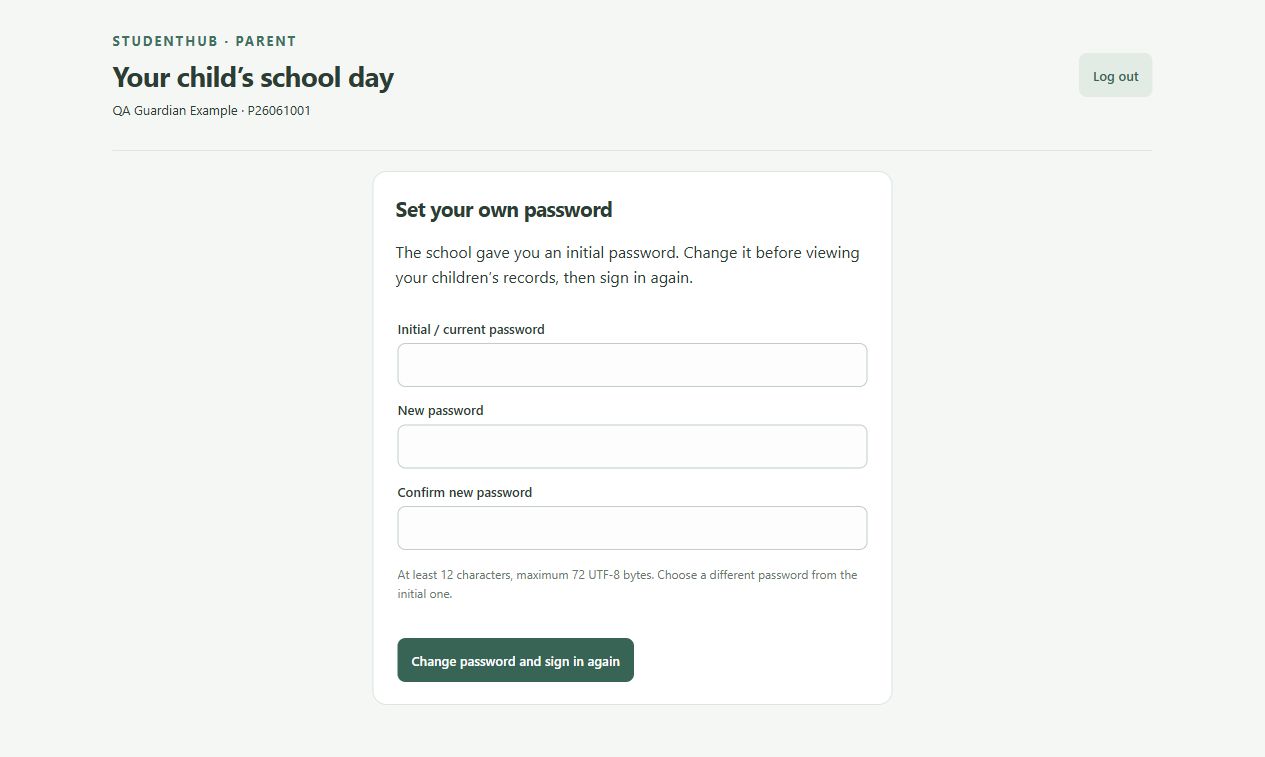 STUDENTHUB · PARENT
Your child’s school day
QA Guardian Example · P26061001
Log out
Set your own password
The school gave you an initial password. Change it before viewing
your children’s records, then sign in again.
Initial / current password
New password
Confirm new password
At least 12 characters, maximum 72 UTF-8 bytes. Choose a different password from the
initial one.
Change password and sign in again